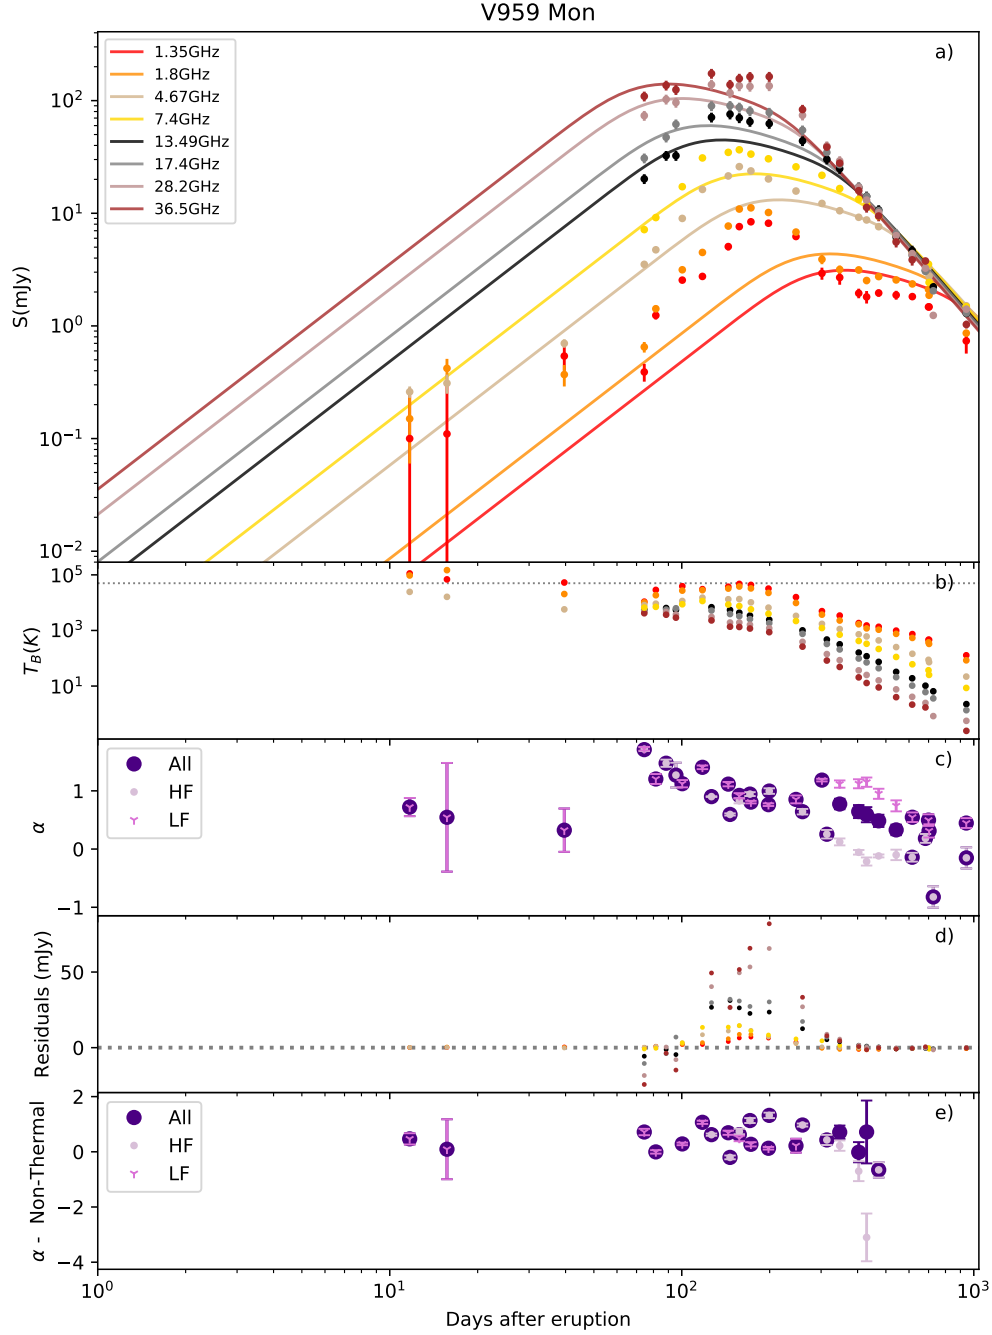 V959 Mon
a)
1.35GHz
1.8GHz
4.67GHz
7.4GHz
13.49GHz
17.4GHz
28.2GHz
36.5GHz
10²
10¹
10⁰
10⁻¹
10⁻²
S(mJy)
b)
10⁵
10³
10¹
T_B(K)
c)
All
HF
LF
1
0
−1
α
d)
50
0
Residuals (mJy)
e)
All
HF
LF
2
0
−2
−4
α - Non-Thermal
10⁰
10¹
10²
10³
Days after eruption